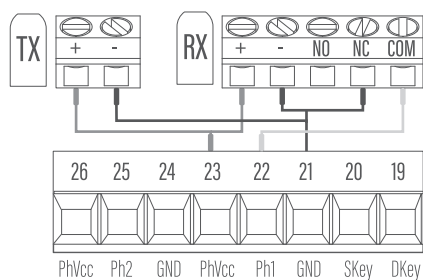 TX + - RX + - NO NC COM
26 25 24 23 22 21 20 19
PhVcc Ph2 GND PhVcc Ph1 GND SKey DKey